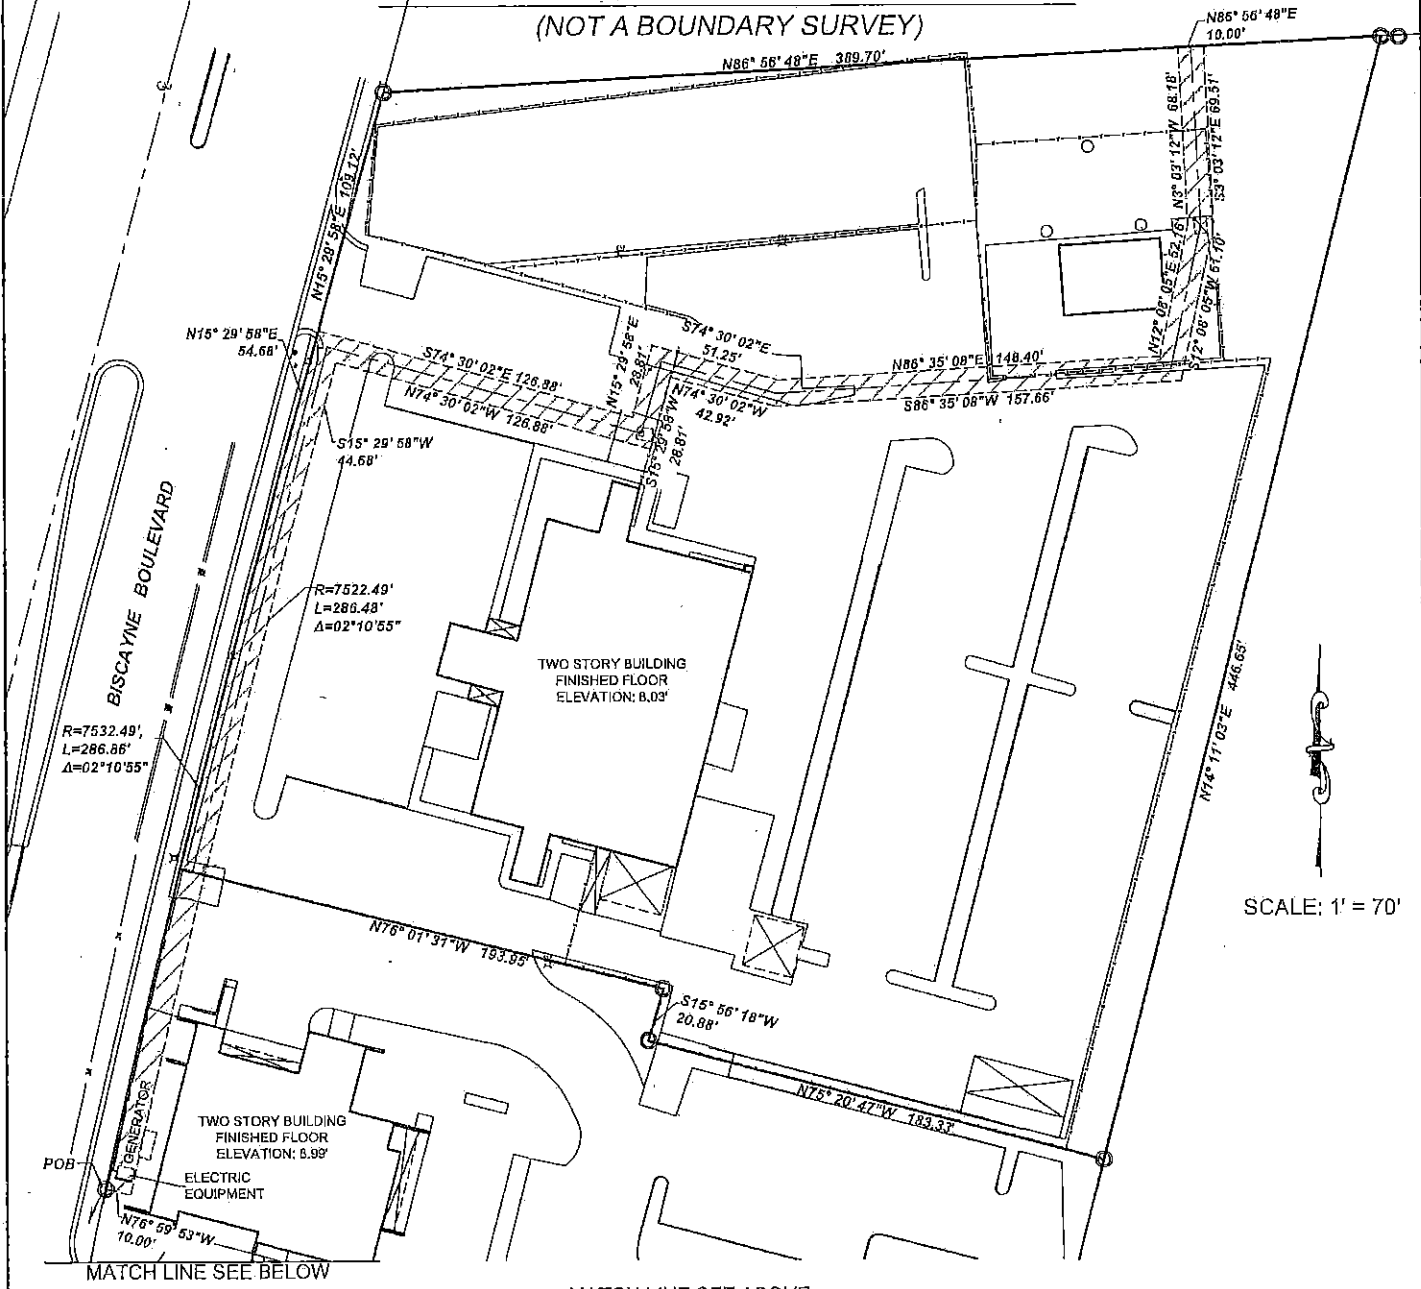 (NOT A BOUNDARY SURVEY)
N86° 56' 48"E
10.00'
N86° 56' 48"E 389.70'
N3° 03' 12"W 68.18'
S3° 03' 12"E 69.51'
N15° 29' 58"E 109.12'
N12° 08' 05"E 52.16'
S12° 08' 05"W 51.10'
N15° 29' 58"E
54.68'
S74° 30' 02"E 126.88'
N74° 30' 02"W 126.88'
N15° 29' 58"E
28.81'
S74° 30' 02"E
51.25'
N74° 30' 02"W
42.92'
S15° 29' 58"W
28.81'
N86° 35' 08"E 148.40'
S86° 35' 08"W 157.66'
S15° 29' 58"W
44.68'
BISCAYNE BOULEVARD
R=7522.49'
L=286.48'
Δ=02°10'55"
R=7532.49',
L=286.86'
Δ=02°10'55"
TWO STORY BUILDING
FINISHED FLOOR
ELEVATION: 8.03'
N14° 11' 03"E 446.65'
SCALE: 1' = 70'
N76° 01' 31"W 193.95'
S15° 56' 18"W
20.88'
N75° 20' 47"W 183.33'
GENERATOR
TWO STORY BUILDING
FINISHED FLOOR
ELEVATION: 8.99'
POB
ELECTRIC
EQUIPMENT
N76° 59' 53"W
10.00'
MATCH LINE SEE BELOW